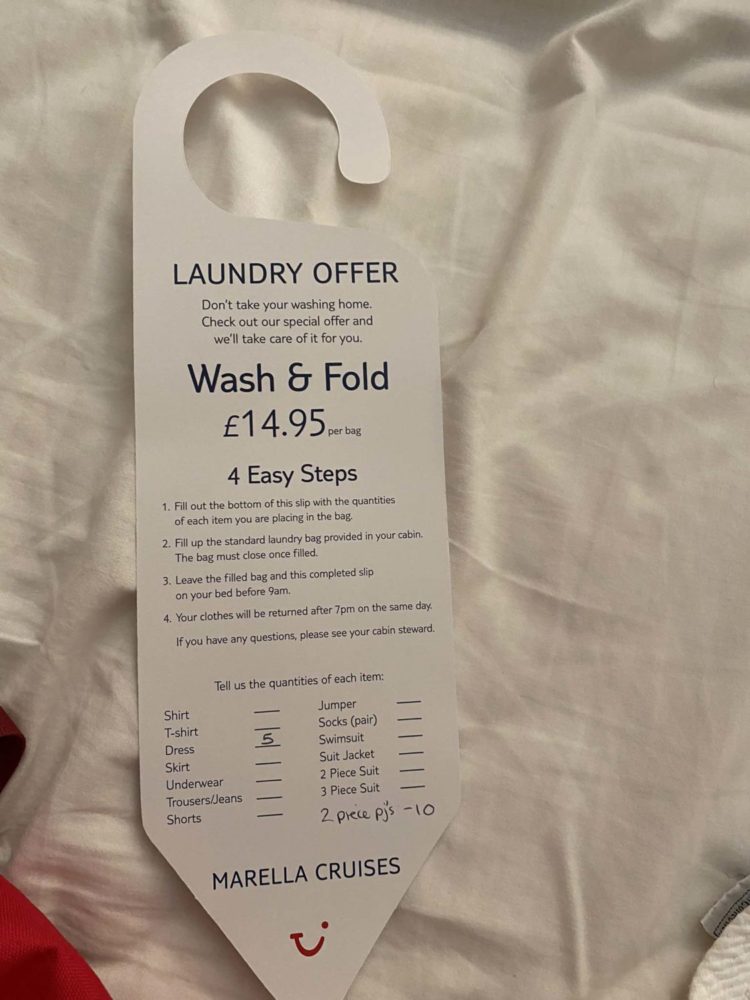 LAUNDRY OFFER
Don't take your washing home.
Check out our special offer and
we'll take care of it for you.
Wash & Fold
£14.95 per bag
4 Easy Steps
1. Fill out the bottom of this slip with the quantities
of each item you are placing in the bag.
2. Fill up the standard laundry bag provided in your cabin.
The bag must close once filled.
3. Leave the filled bag and this completed slip
on your bed before 9am.
4. Your clothes will be returned after 7pm on the same day.
If you have any questions, please see your cabin steward.
Tell us the quantities of each item:
Shirt
T-shirt
Dress 5
Skirt
Underwear
Trousers/Jeans
Shorts
Jumper
Socks (pair)
Swimsuit
Suit Jacket
2 Piece Suit
3 Piece Suit
2 piece pj's - 10
MARELLA CRUISES